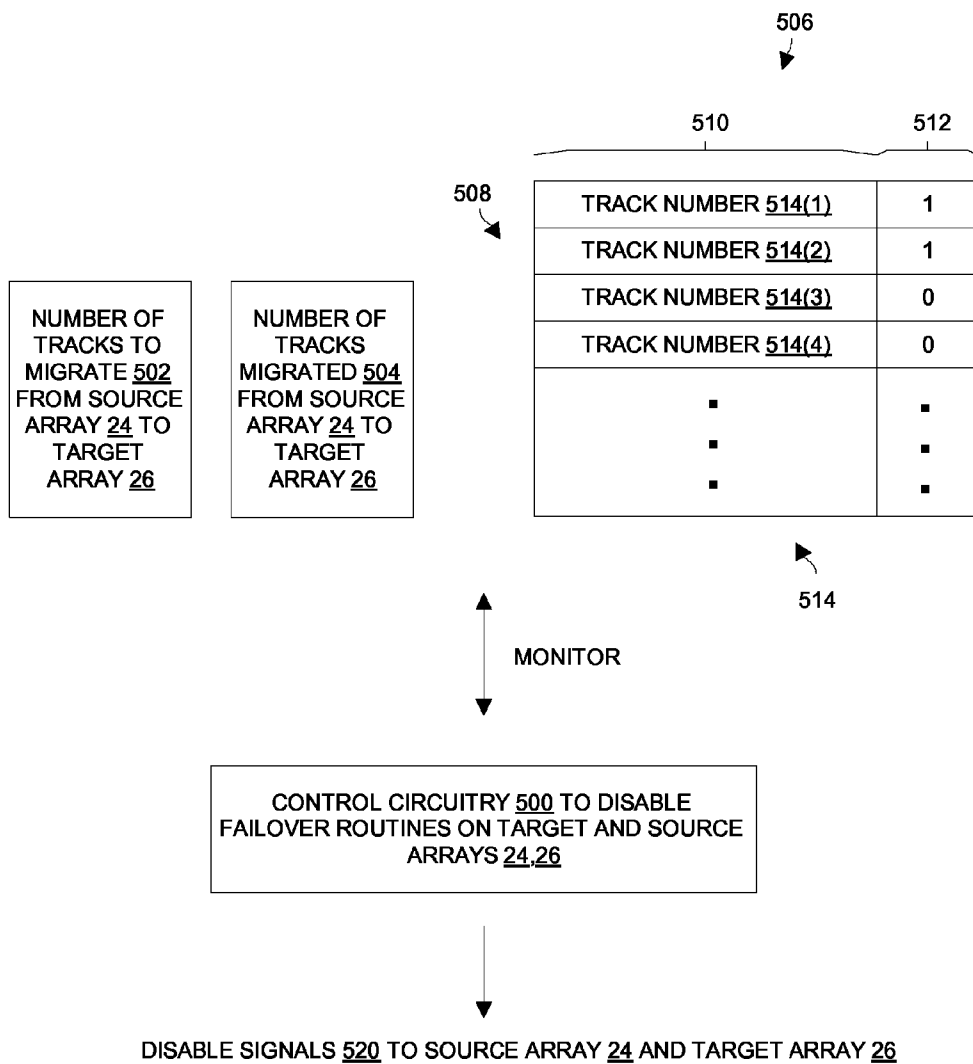 506
510 512
508
TRACK NUMBER 514(1) 1
TRACK NUMBER 514(2) 1
TRACK NUMBER 514(3) 0
TRACK NUMBER 514(4) 0
NUMBER OF
TRACKS TO
MIGRATE 502
FROM SOURCE
ARRAY 24 TO
TARGET
ARRAY 26
NUMBER OF
TRACKS
MIGRATED 504
FROM SOURCE
ARRAY 24 TO
TARGET
ARRAY 26
514
MONITOR
CONTROL CIRCUITRY 500 TO DISABLE
FAILOVER ROUTINES ON TARGET AND SOURCE
ARRAYS 24,26
DISABLE SIGNALS 520 TO SOURCE ARRAY 24 AND TARGET ARRAY 26